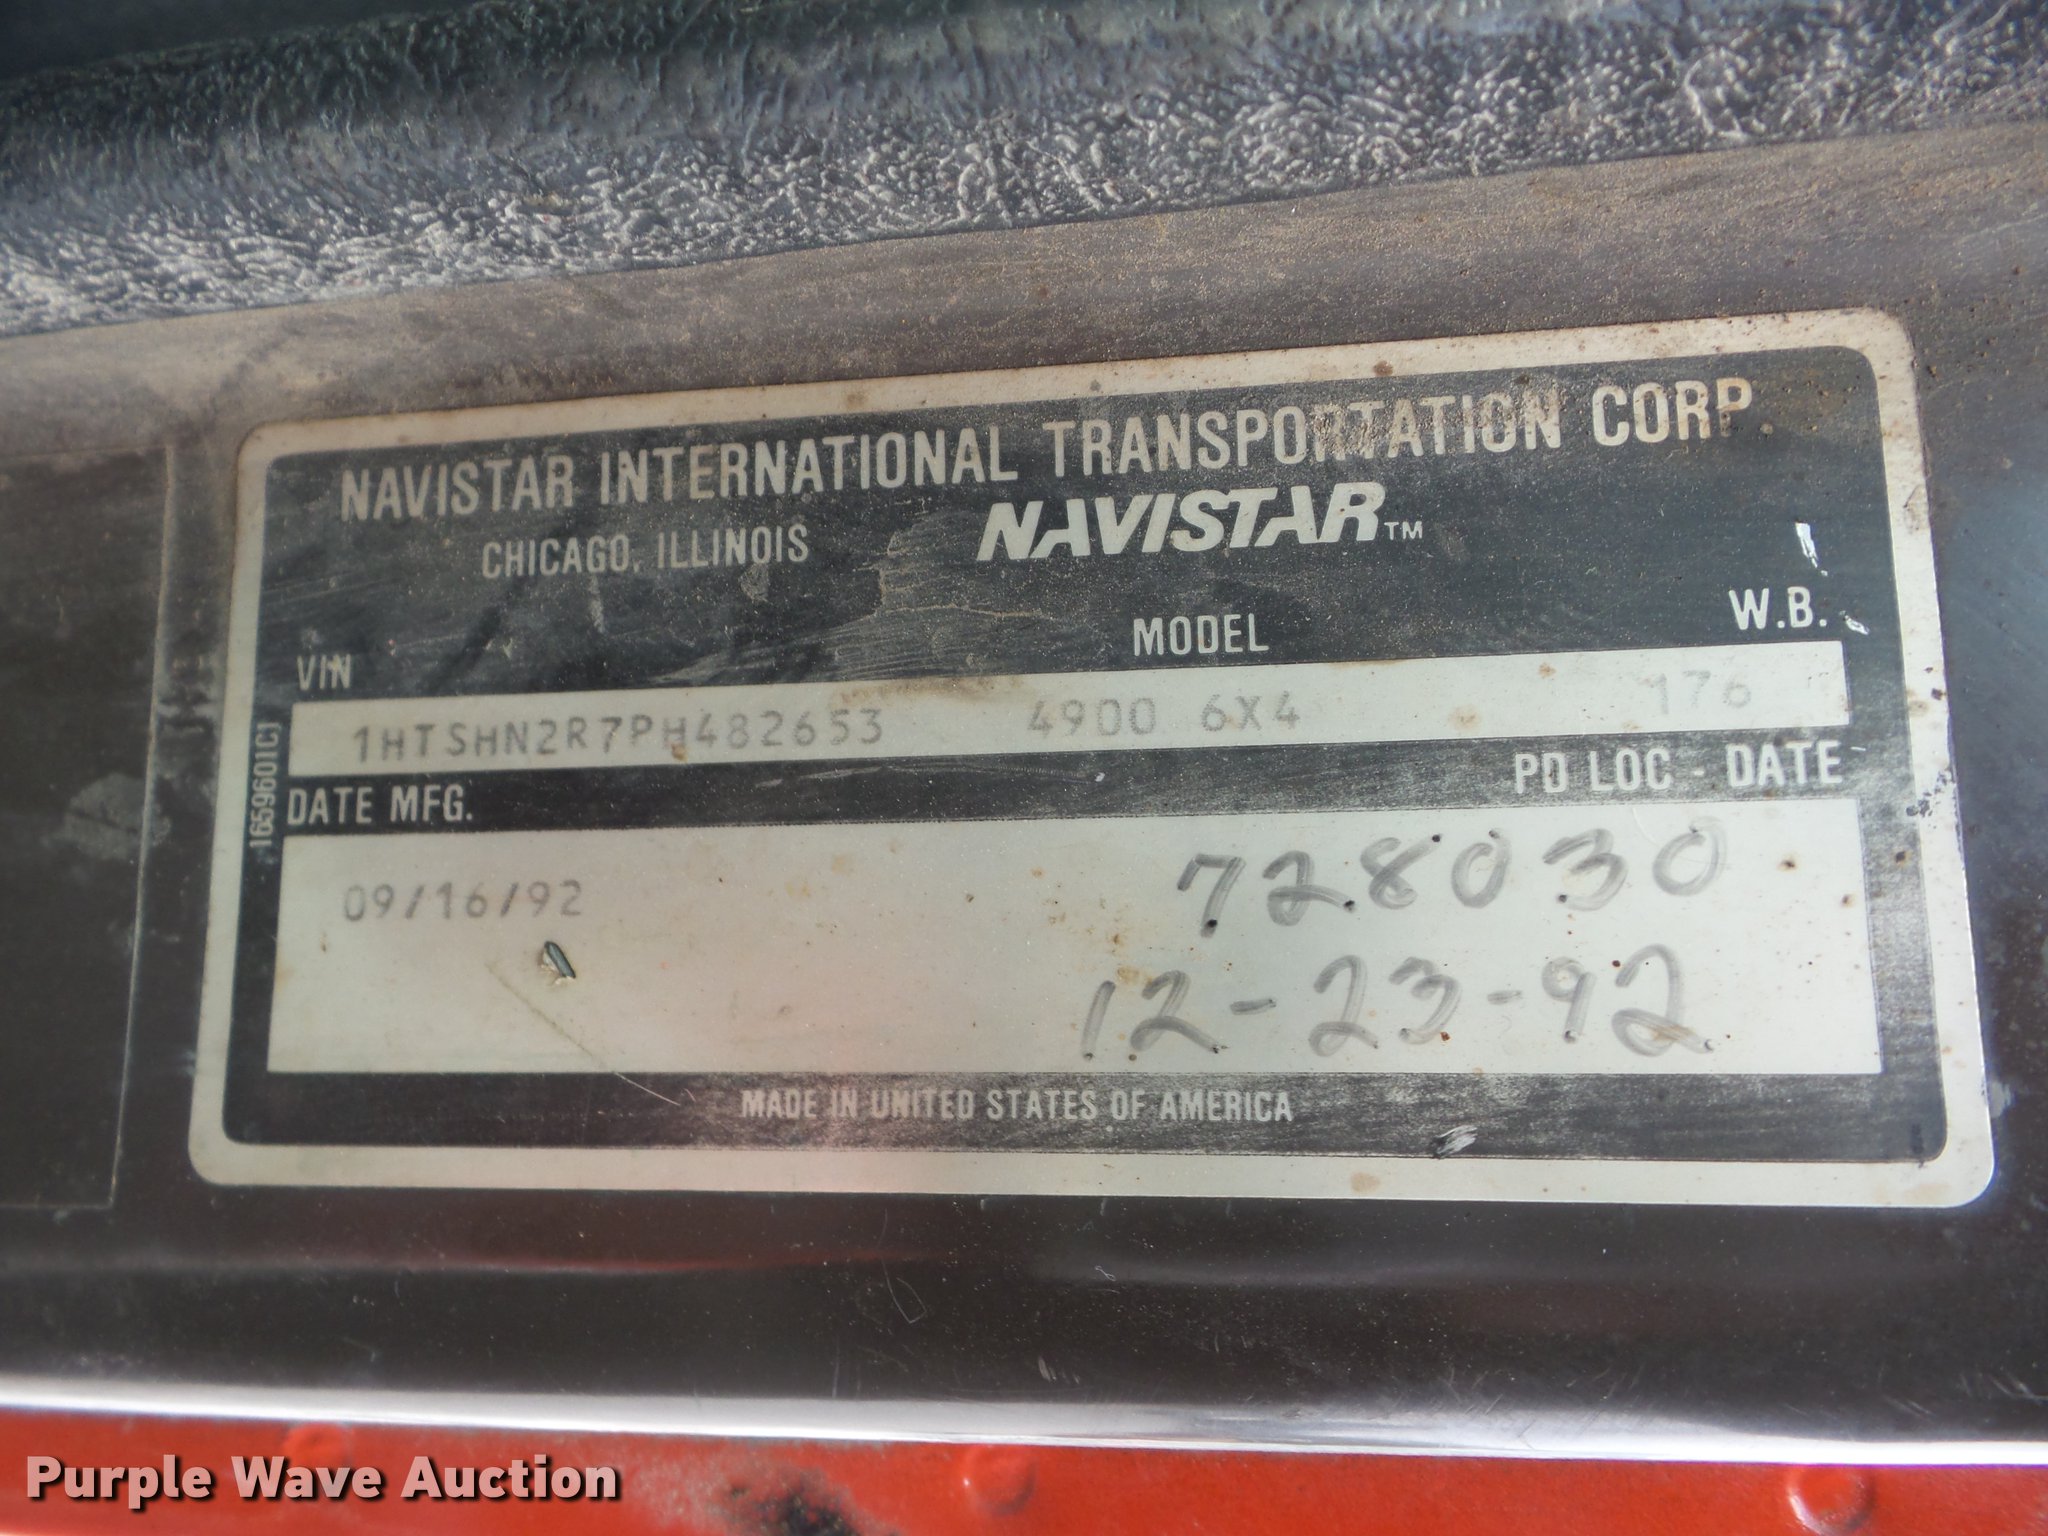 NAVISTAR INTERNATIONAL TRANSPORTATION CORP.
CHICAGO, ILLINOIS NAVISTAR™
VIN MODEL W.B.
1HTSHN2R7PH482653 4900 6X4 176
DATE MFG. PD LOC - DATE
09/16/92 728030
12-23-92
MADE IN UNITED STATES OF AMERICA
1659601C1
Purple Wave Auction